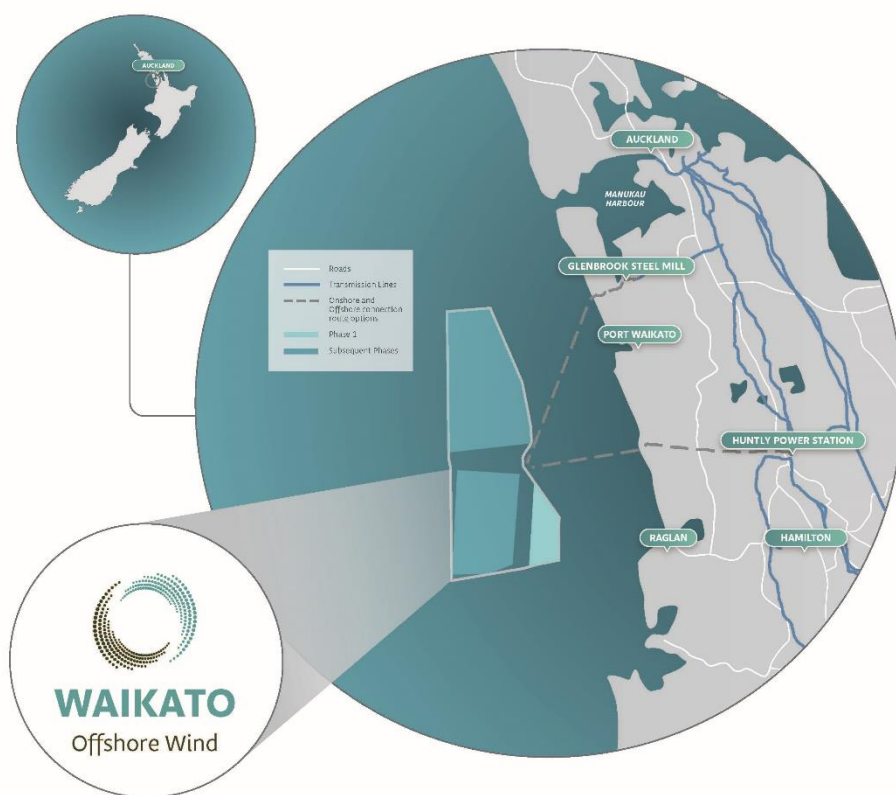 AUCKLAND
AUCKLAND
MANUKAU
HARBOUR
GLENBROOK STEEL MILL
Roads
Transmission Lines
Onshore and
Offshore connection
route options
Phase 1
Subsequent Phases
PORT WAIKATO
HUNTLY POWER STATION
RAGLAN
HAMILTON
WAIKATO
Offshore Wind